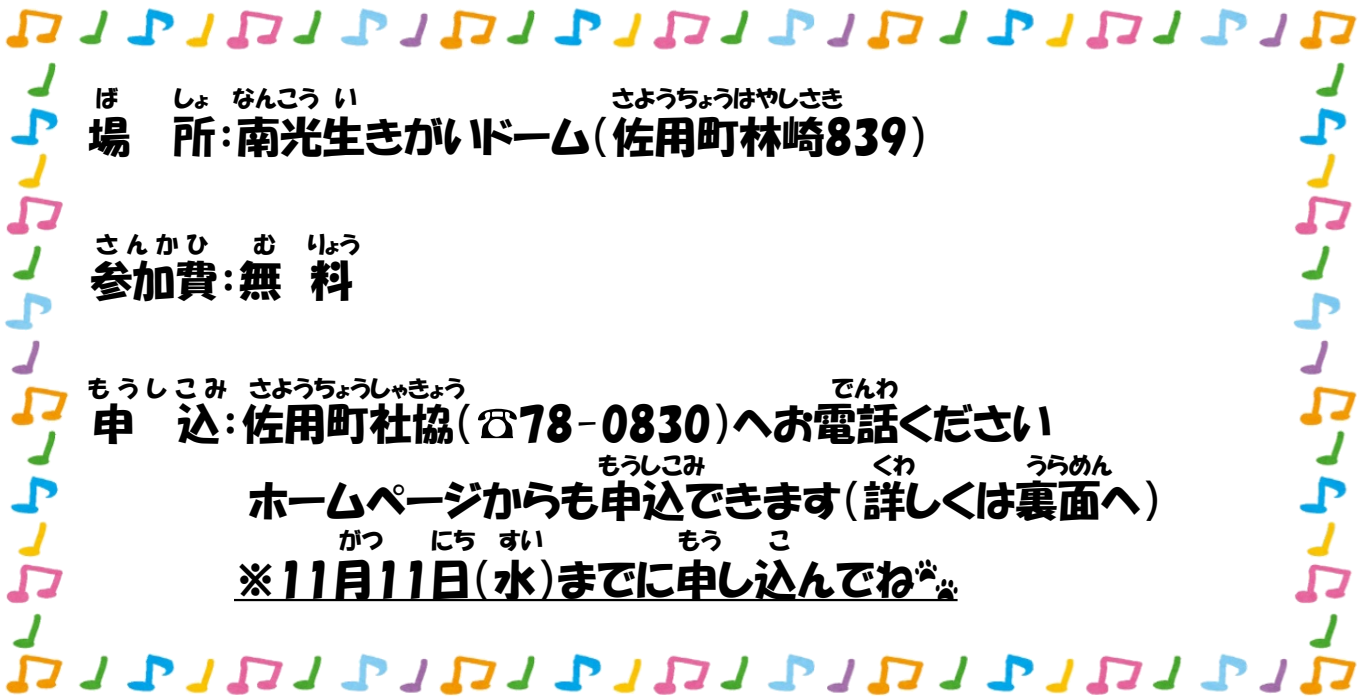 ば しょ なんこう い さようちょうはやしさき
場 所:南光生きがいドーム(佐用町林崎839)
さんかひ む りょう
参加費:無 料
もうしこみ さようちょうしゃきょう でんわ
申 込:佐用町社協(☎78-0830)へお電話ください
もうしこみ くわ うらめん
ホームページからも申込できます(詳しくは裏面へ)
がつ にち すい もう こ
※11月11日(水)までに申し込んでね🐾